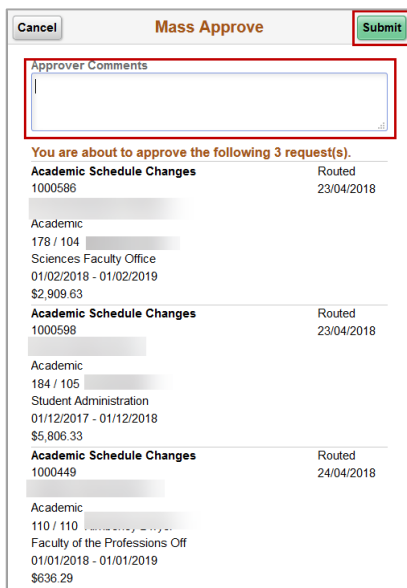 Cancel Mass Approve Submit
Approver Comments
You are about to approve the following 3 request(s).
Academic Schedule Changes Routed
1000586 23/04/2018
Academic
178 / 104
Sciences Faculty Office
01/02/2018 - 01/02/2019
$2,909.63
Academic Schedule Changes Routed
1000598 23/04/2018
Academic
184 / 105
Student Administration
01/12/2017 - 01/12/2018
$5,806.33
Academic Schedule Changes Routed
1000449 24/04/2018
Academic
110 / 110
Faculty of the Professions Off
01/01/2018 - 01/01/2019
$636.29